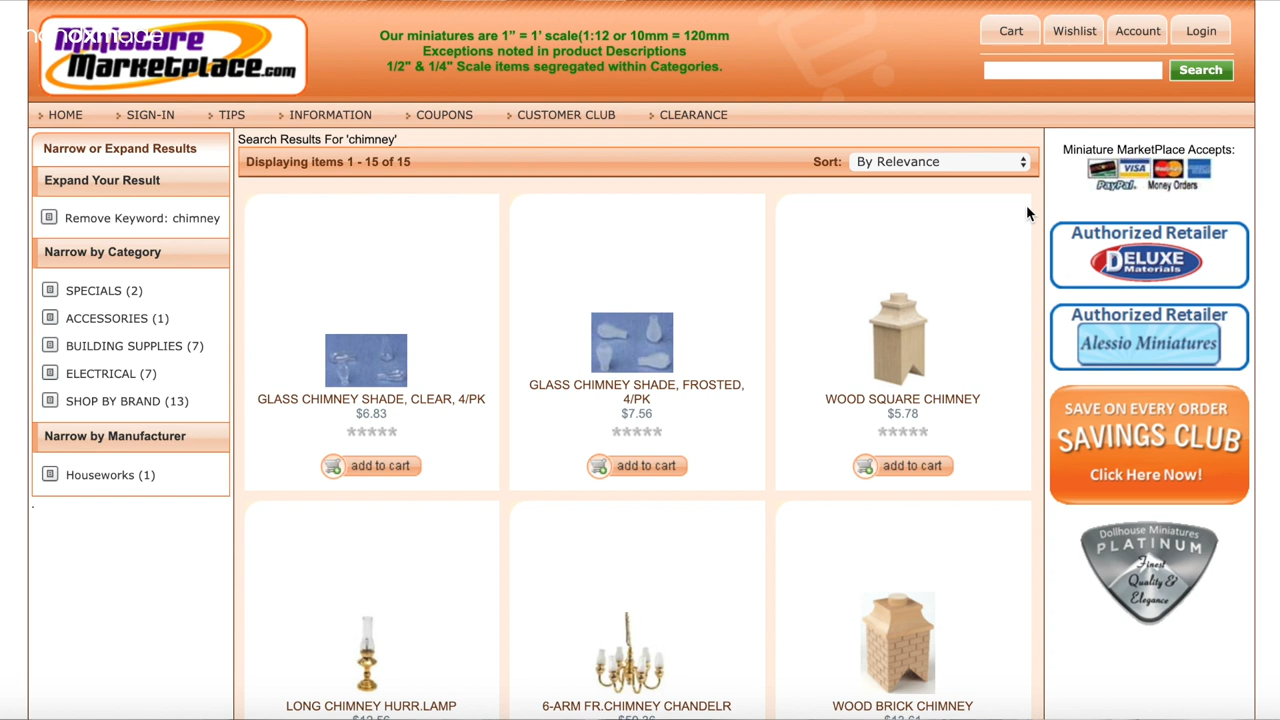 Miniature
MarketPlace.com
Our miniatures are 1” = 1’ scale(1:12 or 10mm = 120mm
Exceptions noted in product Descriptions
1/2" & 1/4" Scale items segregated within Categories.
Cart
Wishlist
Account
Login
Search
HOME
SIGN-IN
TIPS
INFORMATION
COUPONS
CUSTOMER CLUB
CLEARANCE
Narrow or Expand Results
Expand Your Result
Remove Keyword: chimney
Narrow by Category
SPECIALS (2)
ACCESSORIES (1)
BUILDING SUPPLIES (7)
ELECTRICAL (7)
SHOP BY BRAND (13)
Narrow by Manufacturer
Houseworks (1)
.
Search Results For 'chimney'
Displaying items 1 - 15 of 15
Sort:
By Relevance
GLASS CHIMNEY SHADE, CLEAR, 4/PK
$6.83
add to cart
GLASS CHIMNEY SHADE, FROSTED,
4/PK
$7.56
add to cart
WOOD SQUARE CHIMNEY
$5.78
add to cart
LONG CHIMNEY HURR.LAMP
6-ARM FR.CHIMNEY CHANDELR
WOOD BRICK CHIMNEY
Miniature MarketPlace Accepts:
VISA
PayPal
Money Orders
Authorized Retailer
DELUXE
Materials
Authorized Retailer
Alessio Miniatures
SAVE ON EVERY ORDER
SAVINGS CLUB
Click Here Now!
Dollhouse Miniatures
PLATINUM
Finest
Quality &
Elegance